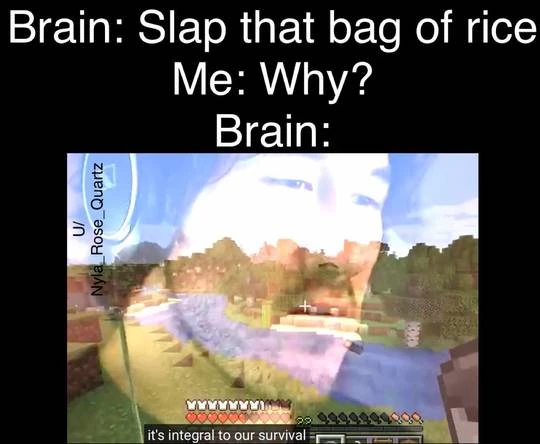 Brain: Slap that bag of rice
Me: Why?
Brain:
U/
Nyla_Rose_Quartz
it's integral to our survival